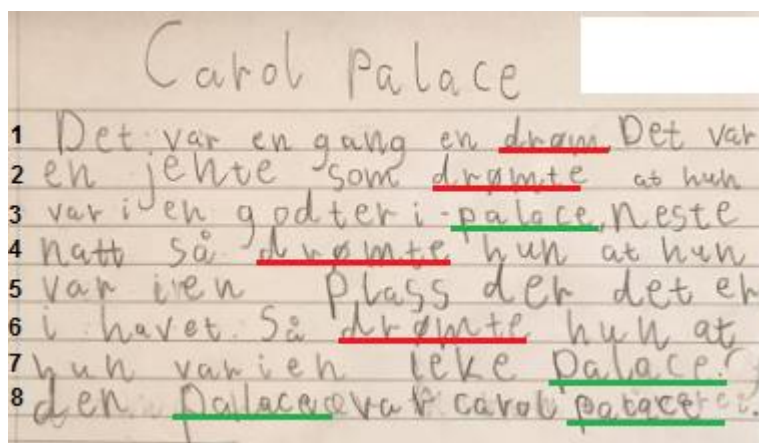 Carol Palace
1 Det var en gang en drøm. Det var
2 en jente som drømte at hun
3 var i en godteri-palace, neste
4 natt så drømte hun at hun
5 var i en plass der det er
6 i havet. Så drømte hun at
7 hun var i en leke palace.
8 den var carol